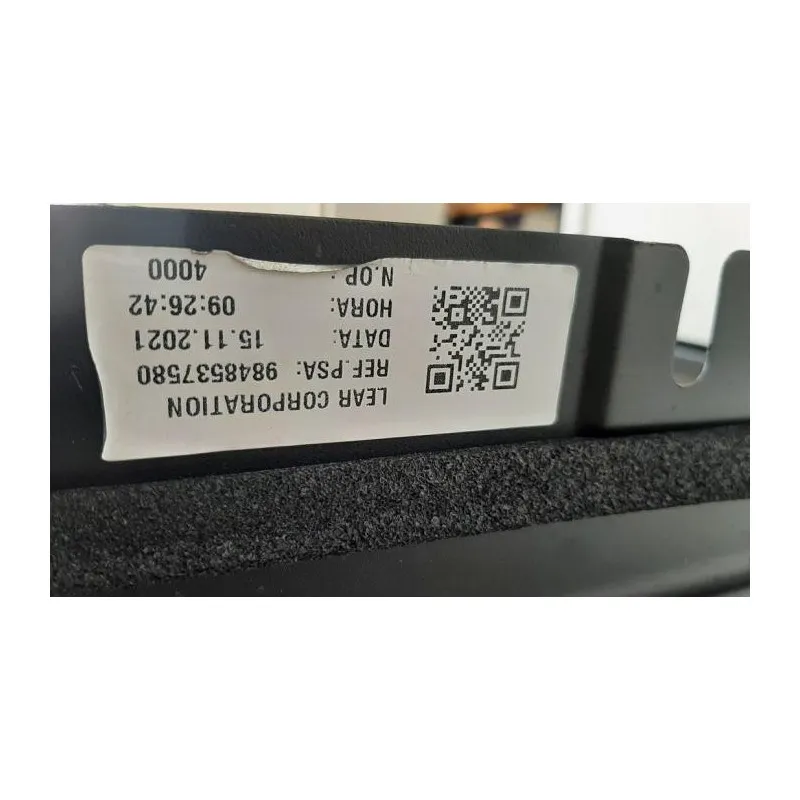 LEAR CORPORATION
REF.PSA: 9848537580
DATA: 15.11.2021
HORA: 09:26:42
N.OP.: 4000